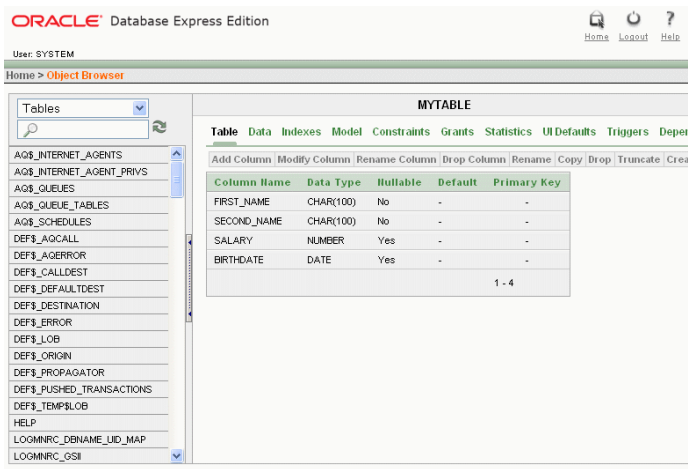 ORACLE Database Express Edition
Home Logout Help
User: SYSTEM
Home > Object Browser
Tables
MYTABLE
Table Data Indexes Model Constraints Grants Statistics UI Defaults Triggers
Add Column Modify Column Rename Column Drop Column Rename Copy Drop Truncate
Column Name Data Type Nullable Default Primary Key
FIRST_NAME CHAR(100) No - -
SECOND_NAME CHAR(100) No - -
SALARY NUMBER Yes - -
BIRTHDATE DATE Yes - -
1 - 4
AQ$_INTERNET_AGENTS
AQ$_INTERNET_AGENT_PRIVS
AQ$_QUEUES
AQ$_QUEUE_TABLES
AQ$_SCHEDULES
DEF$_AQCALL
DEF$_AQERROR
DEF$_CALLDEST
DEF$_DEFAULTDEST
DEF$_DESTINATION
DEF$_ERROR
DEF$_LOB
DEF$_ORIGIN
DEF$_PROPAGATOR
DEF$_PUSHED_TRANSACTIONS
DEF$_TEMP$LOB
HELP
LOGMNRC_DBNAME_UID_MAP
LOGMNRC_GSII